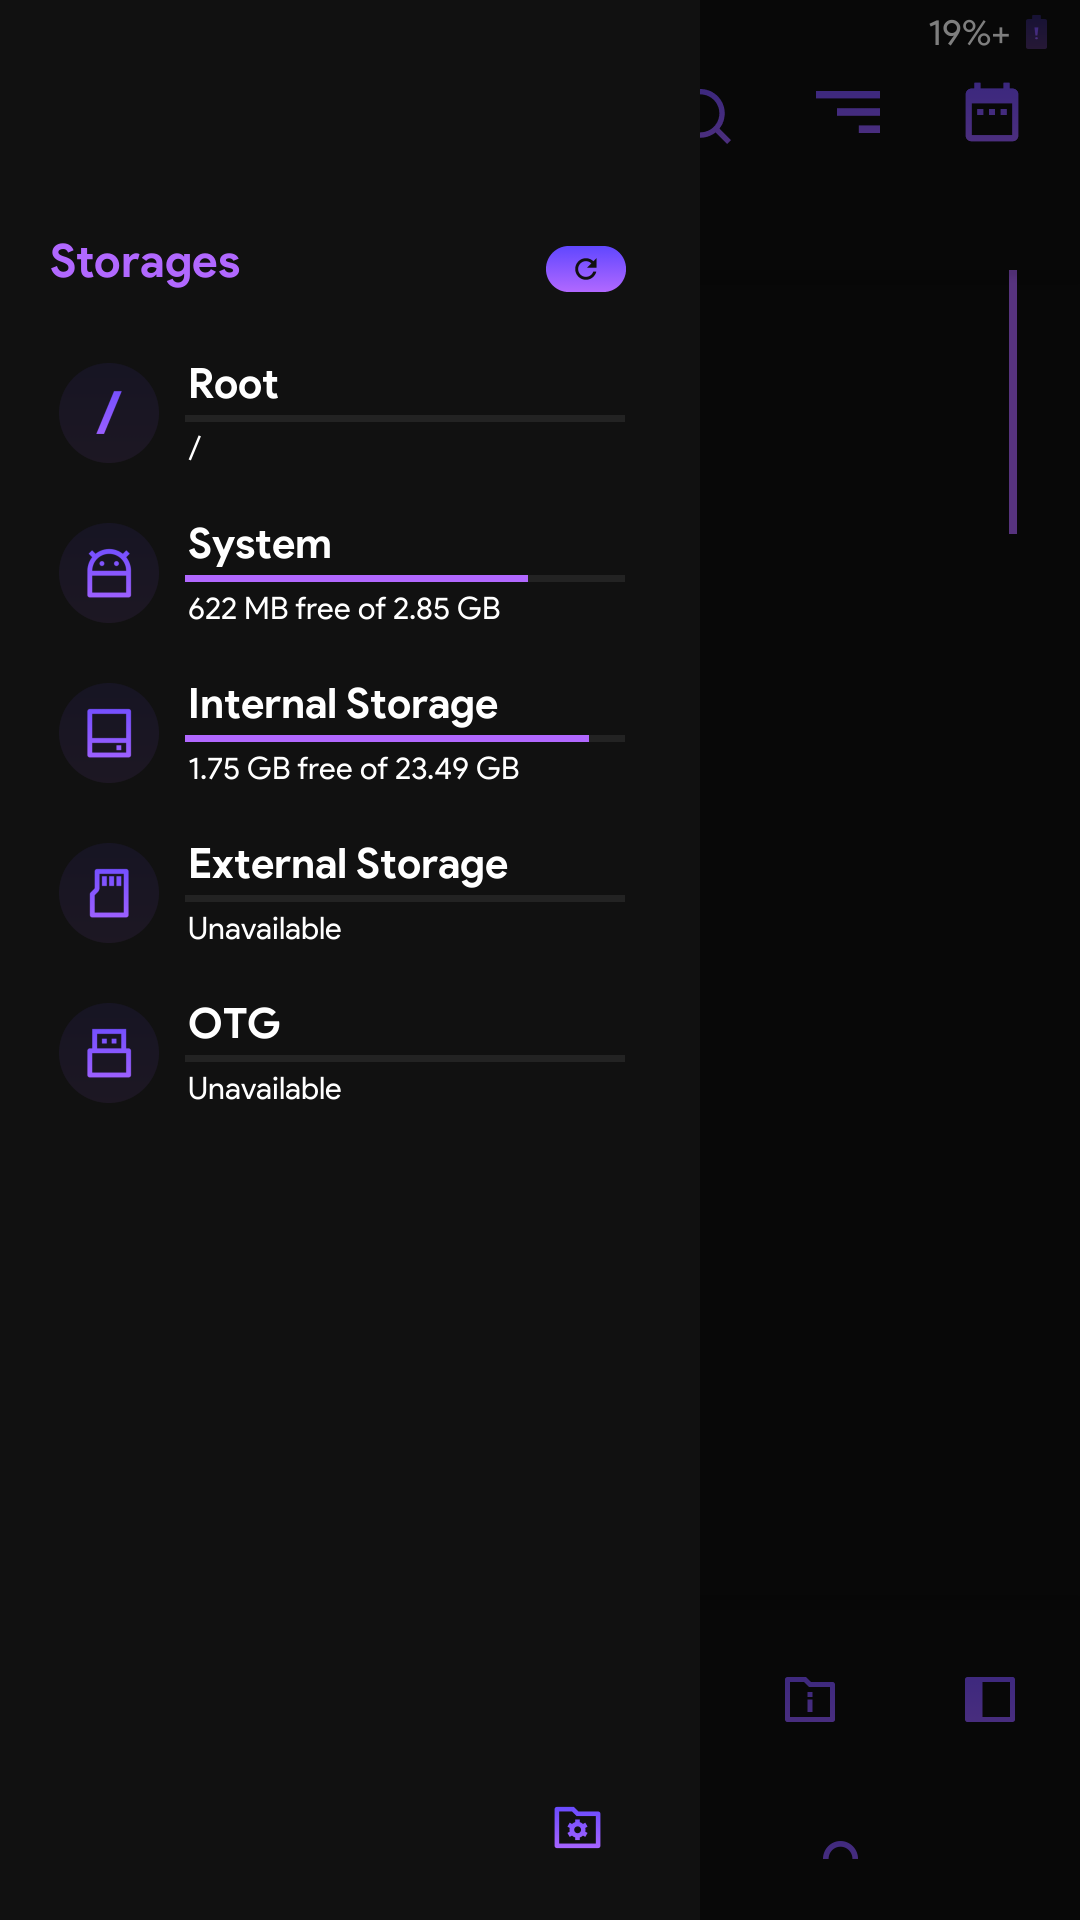 19%+
Storages
Root
/
System
622 MB free of 2.85 GB
Internal Storage
1.75 GB free of 23.49 GB
External Storage
Unavailable
OTG
Unavailable